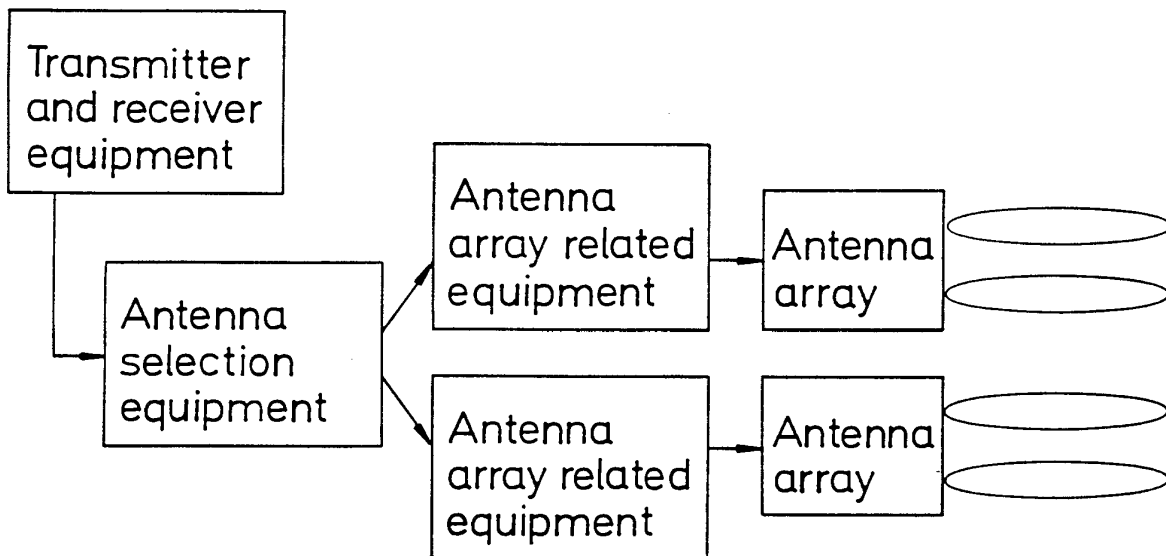 Transmitter
and receiver
equipment
Antenna
selection
equipment
Antenna
array related
equipment
Antenna
array
Antenna
array related
equipment
Antenna
array